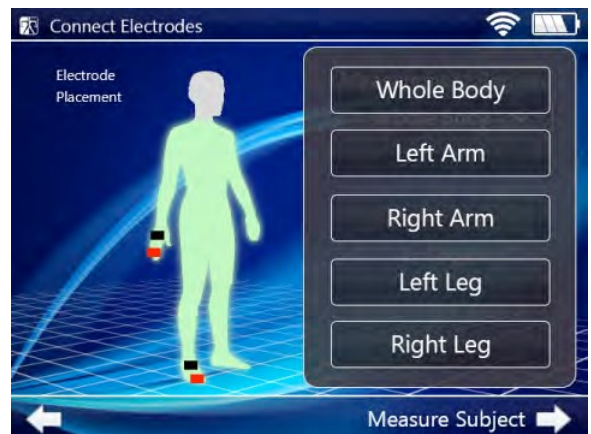 Connect Electrodes
Electrode
Placement
Whole Body
Left Arm
Right Arm
Left Leg
Right Leg
Measure Subject